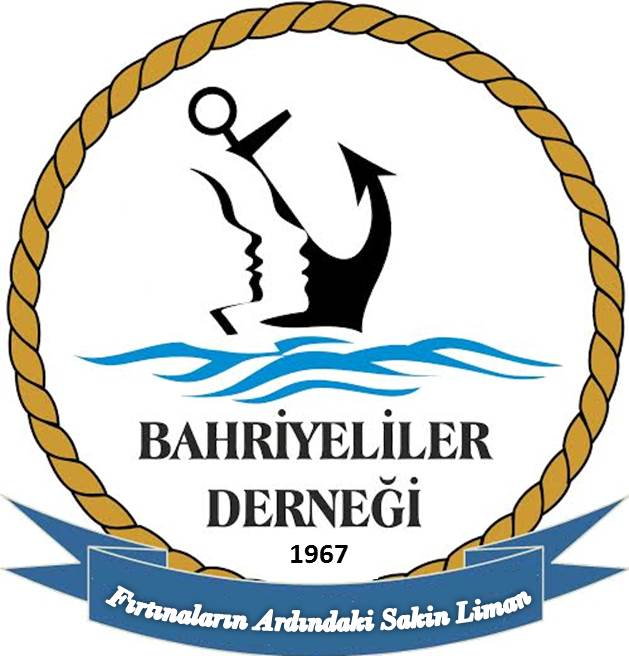 BAHRİYELİLER
DERNEĞİ
1967
Fırtınaların Ardındaki Sakin Liman